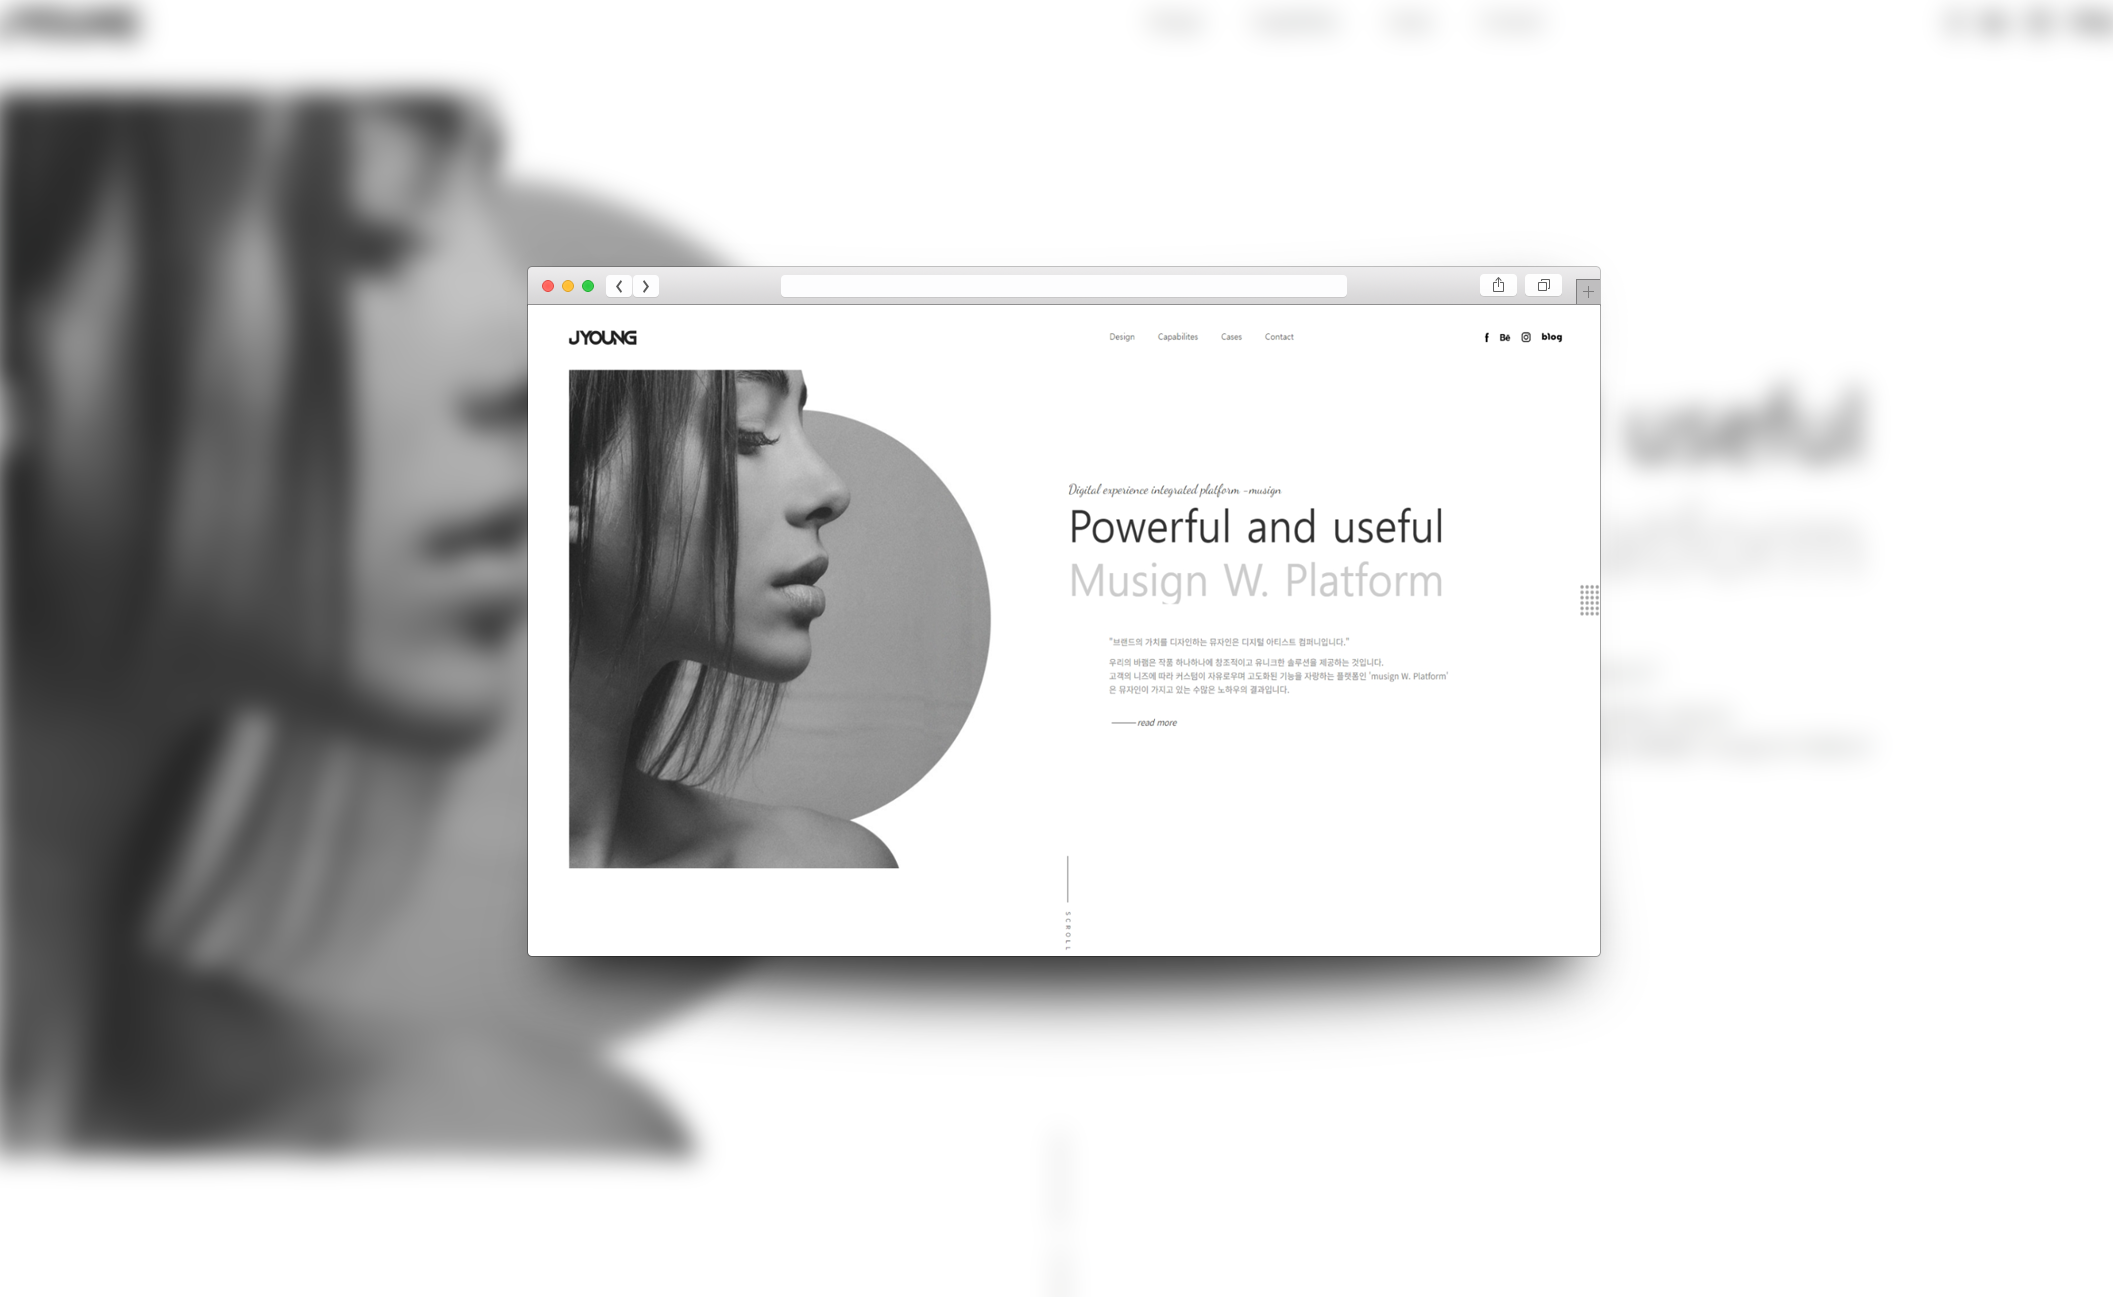 JYOUNG
Design Capabilites Cases Contact
f Bē blog
Digital experience integrated platform -musign
Powerful and useful
Musign W. Platform
"브랜드의 가치를 디자인하는 뮤자인은 디지털 아티스트 컴퍼니입니다."
우리의 바램은 작품 하나하나에 창조적이고 유니크한 솔루션을 제공하는 것입니다.
고객의 니즈에 따라 커스텀이 자유로우며 고도화된 기능을 자랑하는 플랫폼인 'musign W. Platform'
은 뮤자인이 가지고 있는 수많은 노하우의 결과입니다.
read more
SCROLL
useful